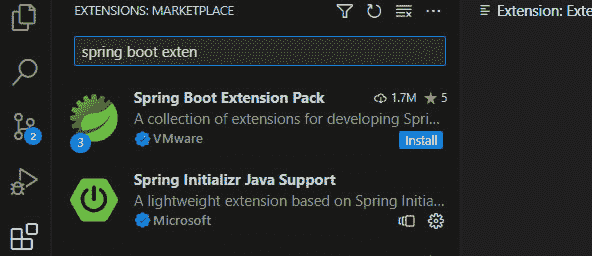 EXTENSIONS: MARKETPLACE
Extension: Exte
spring boot exten
Spring Boot Extension Pack 1.7M 5
A collection of extensions for developing Spri...
3 VMware Install
2
Spring Initializr Java Support
A lightweight extension based on Spring Initia...
Microsoft